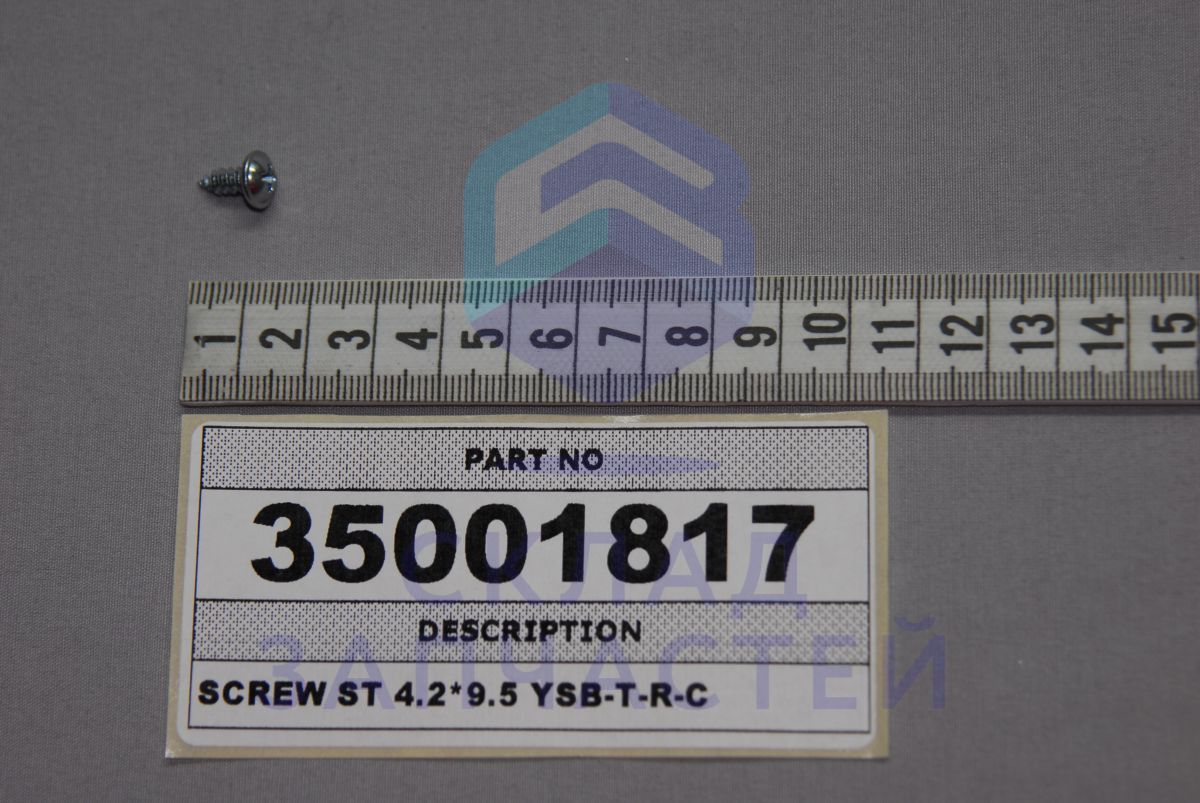 1 2 3 4 5 6 7 8 9 10 11 12 13 14 15
PART NO
35001817
DESCRIPTION
SCREW ST 4.2*9.5 YSB-T-R-C
СКЛАД
ЗАПЧАСТЕЙ